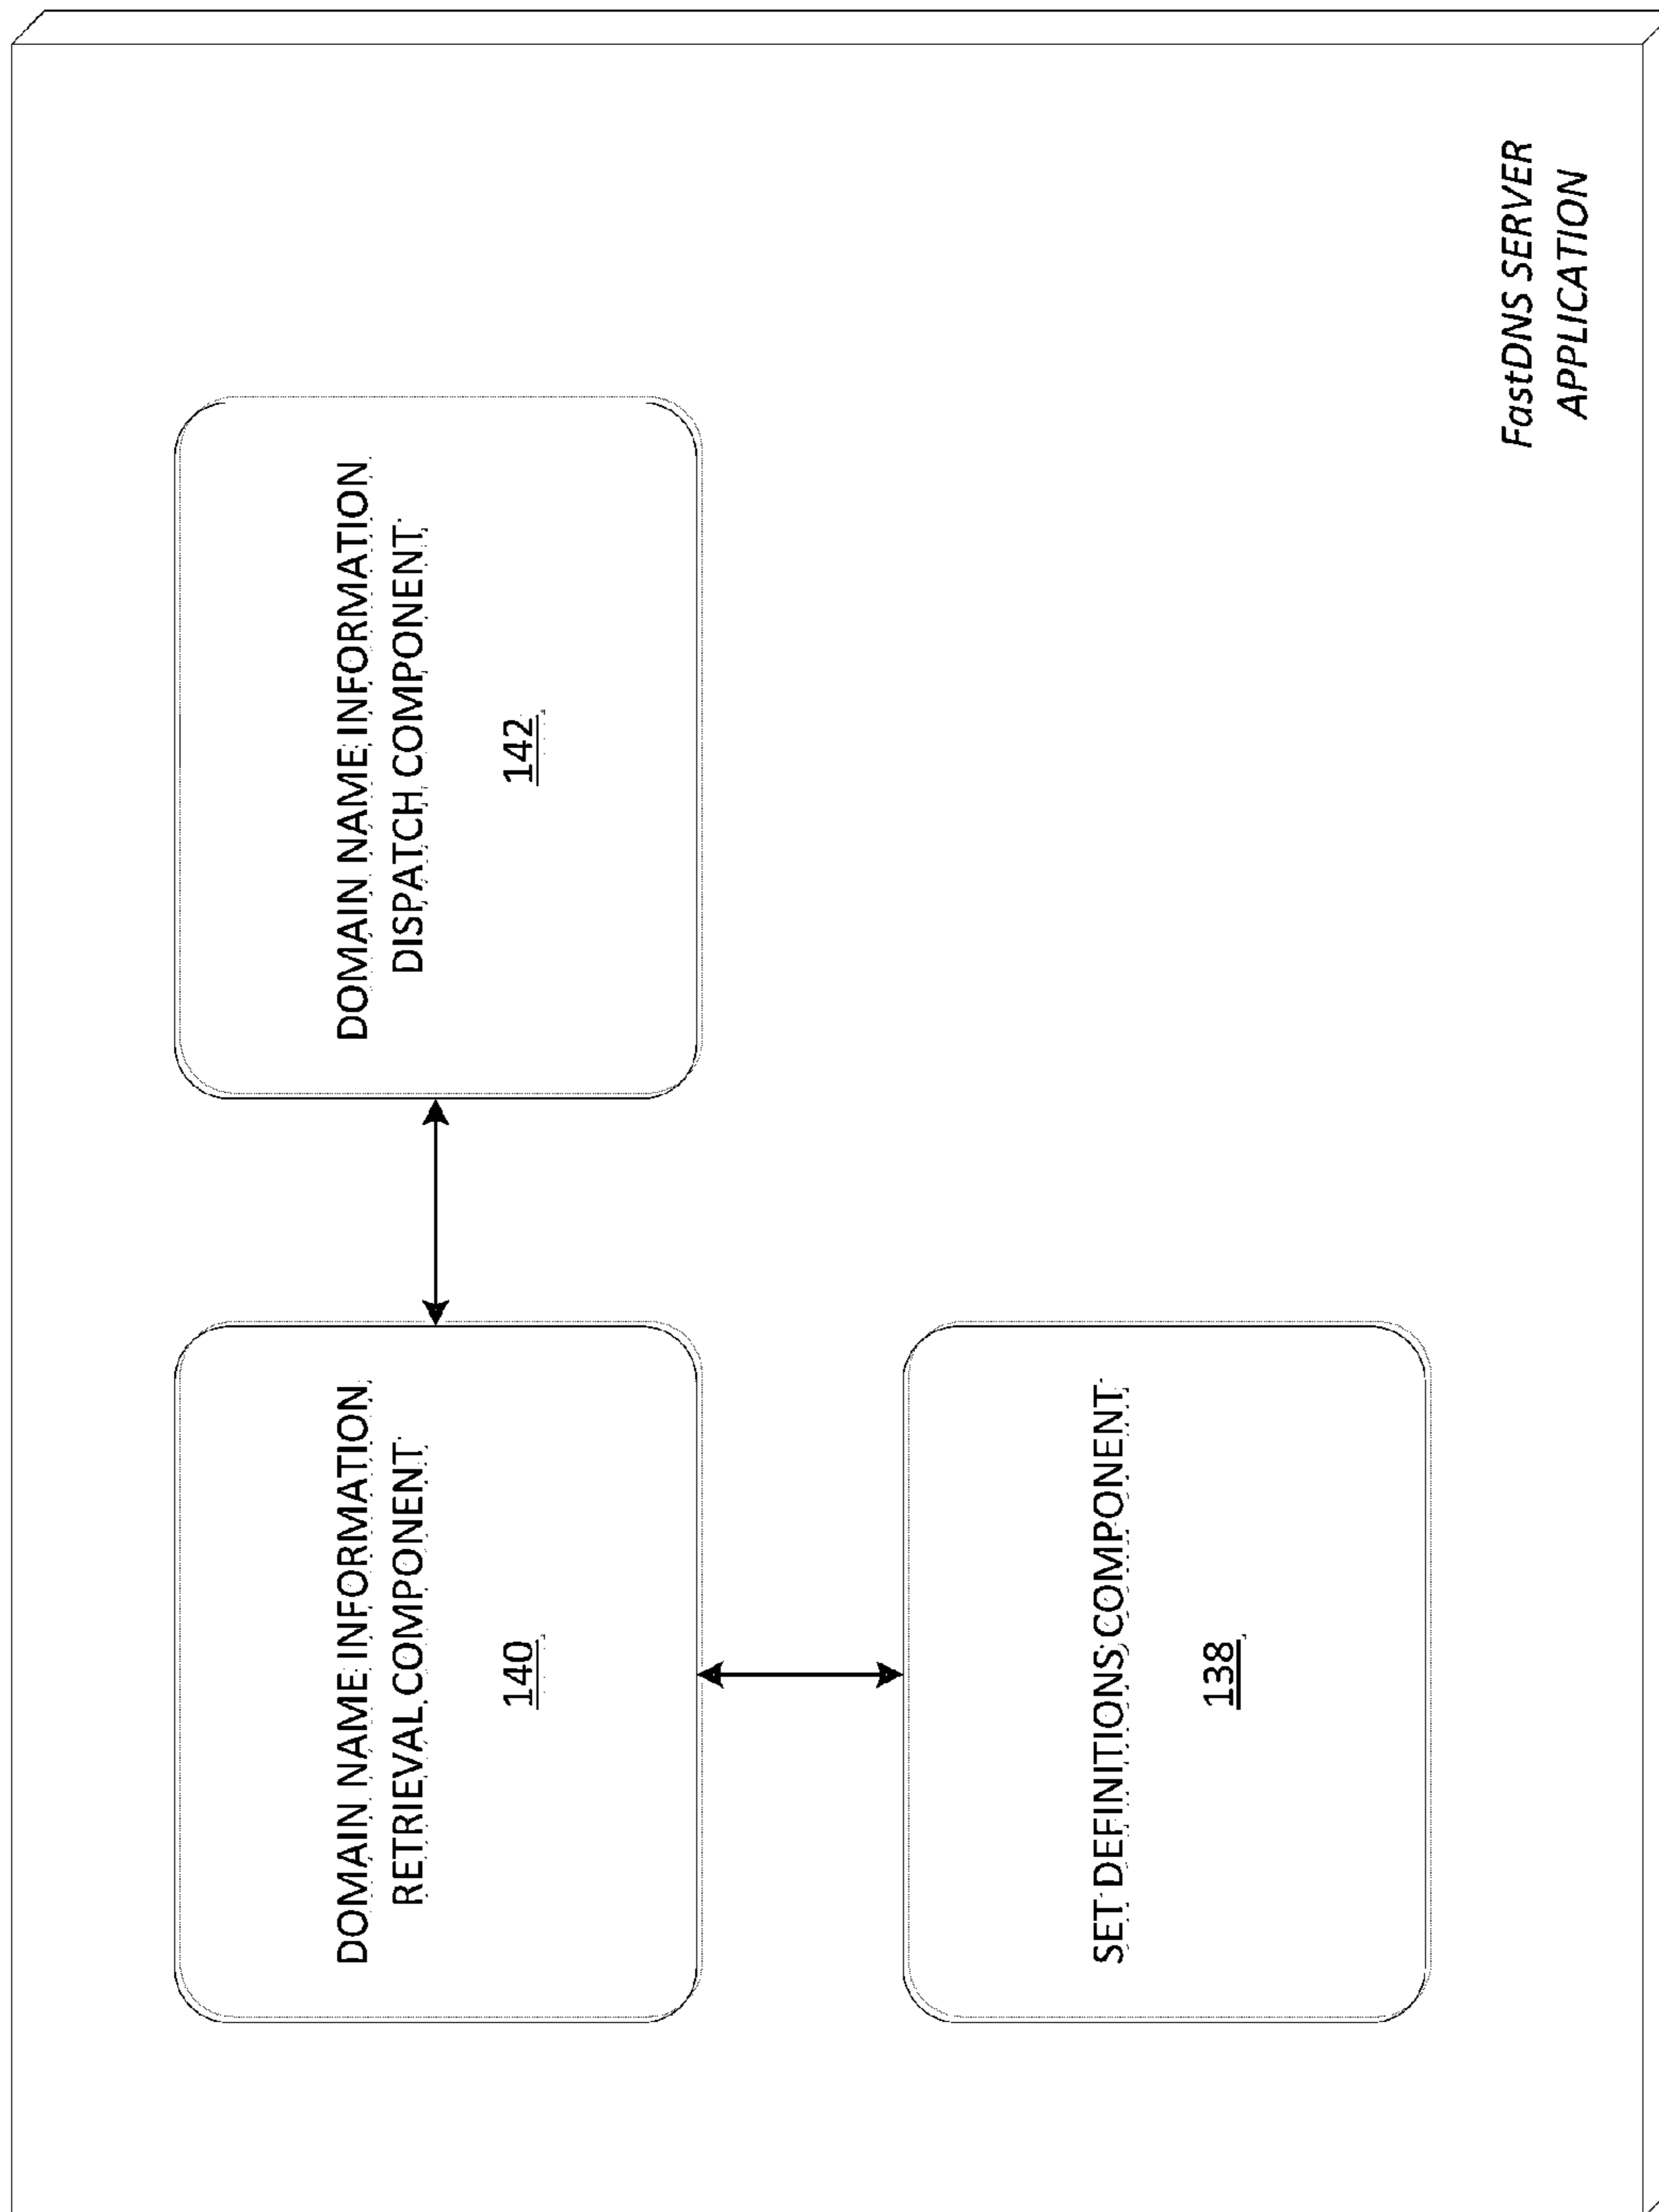 DOMAIN NAME INFORMATION
RETRIEVAL COMPONENT
140
DOMAIN NAME INFORMATION
DISPATCH COMPONENT
142
SET DEFINITIONS COMPONENT
138
FastDNS SERVER
APPLICATION